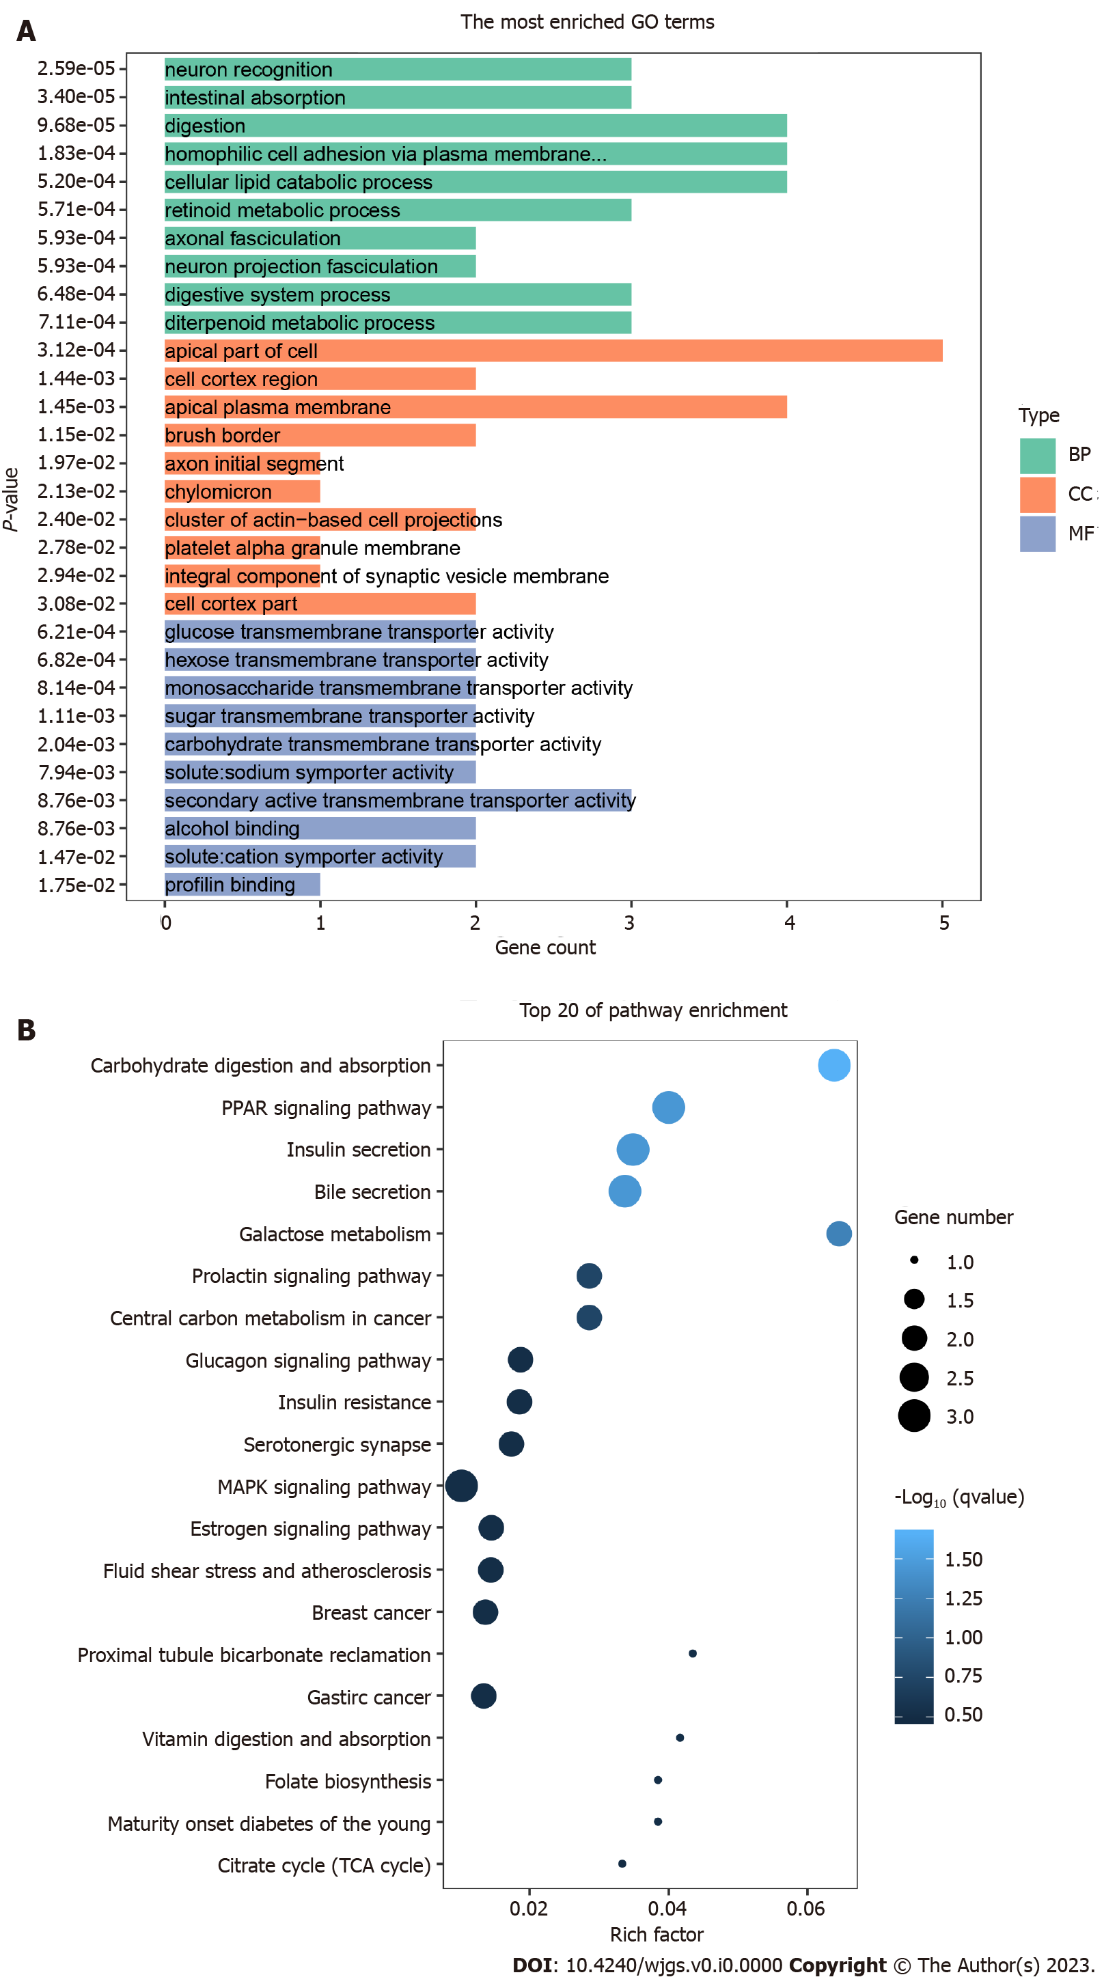 A
The most enriched GO terms
2.59e-05 neuron recognition
3.40e-05 intestinal absorption
9.68e-05 digestion
1.83e-04 homophilic cell adhesion via plasma membrane...
5.20e-04 cellular lipid catabolic process
5.71e-04 retinoid metabolic process
5.93e-04 axonal fasciculation
5.93e-04 neuron projection fasciculation
6.48e-04 digestive system process
7.11e-04 diterpenoid metabolic process
3.12e-04 apical part of cell
1.44e-03 cell cortex region
1.45e-03 apical plasma membrane
1.15e-02 brush border
1.97e-02 axon initial segment
2.13e-02 chylomicron
2.40e-02 cluster of actin−based cell projections
2.78e-02 platelet alpha granule membrane
2.94e-02 integral component of synaptic vesicle membrane
3.08e-02 cell cortex part
6.21e-04 glucose transmembrane transporter activity
6.82e-04 hexose transmembrane transporter activity
8.14e-04 monosaccharide transmembrane transporter activity
1.11e-03 sugar transmembrane transporter activity
2.04e-03 carbohydrate transmembrane transporter activity
7.94e-03 solute:sodium symporter activity
8.76e-03 secondary active transmembrane transporter activity
8.76e-03 alcohol binding
1.47e-02 solute:cation symporter activity
1.75e-02 profilin binding
P-value
0 1 2 3 4 5
Gene count
Type
BP
CC
MF
B
Top 20 of pathway enrichment
Carbohydrate digestion and absorption
PPAR signaling pathway
Insulin secretion
Bile secretion
Galactose metabolism
Prolactin signaling pathway
Central carbon metabolism in cancer
Glucagon signaling pathway
Insulin resistance
Serotonergic synapse
MAPK signaling pathway
Estrogen signaling pathway
Fluid shear stress and atherosclerosis
Breast cancer
Proximal tubule bicarbonate reclamation
Gastirc cancer
Vitamin digestion and absorption
Folate biosynthesis
Maturity onset diabetes of the young
Citrate cycle (TCA cycle)
0.02 0.04 0.06
Rich factor
Gene number
1.0
1.5
2.0
2.5
3.0
-Log10 (qvalue)
1.50
1.25
1.00
0.75
0.50
DOI: 10.4240/wjgs.v0.i0.0000 Copyright © The Author(s) 2023.